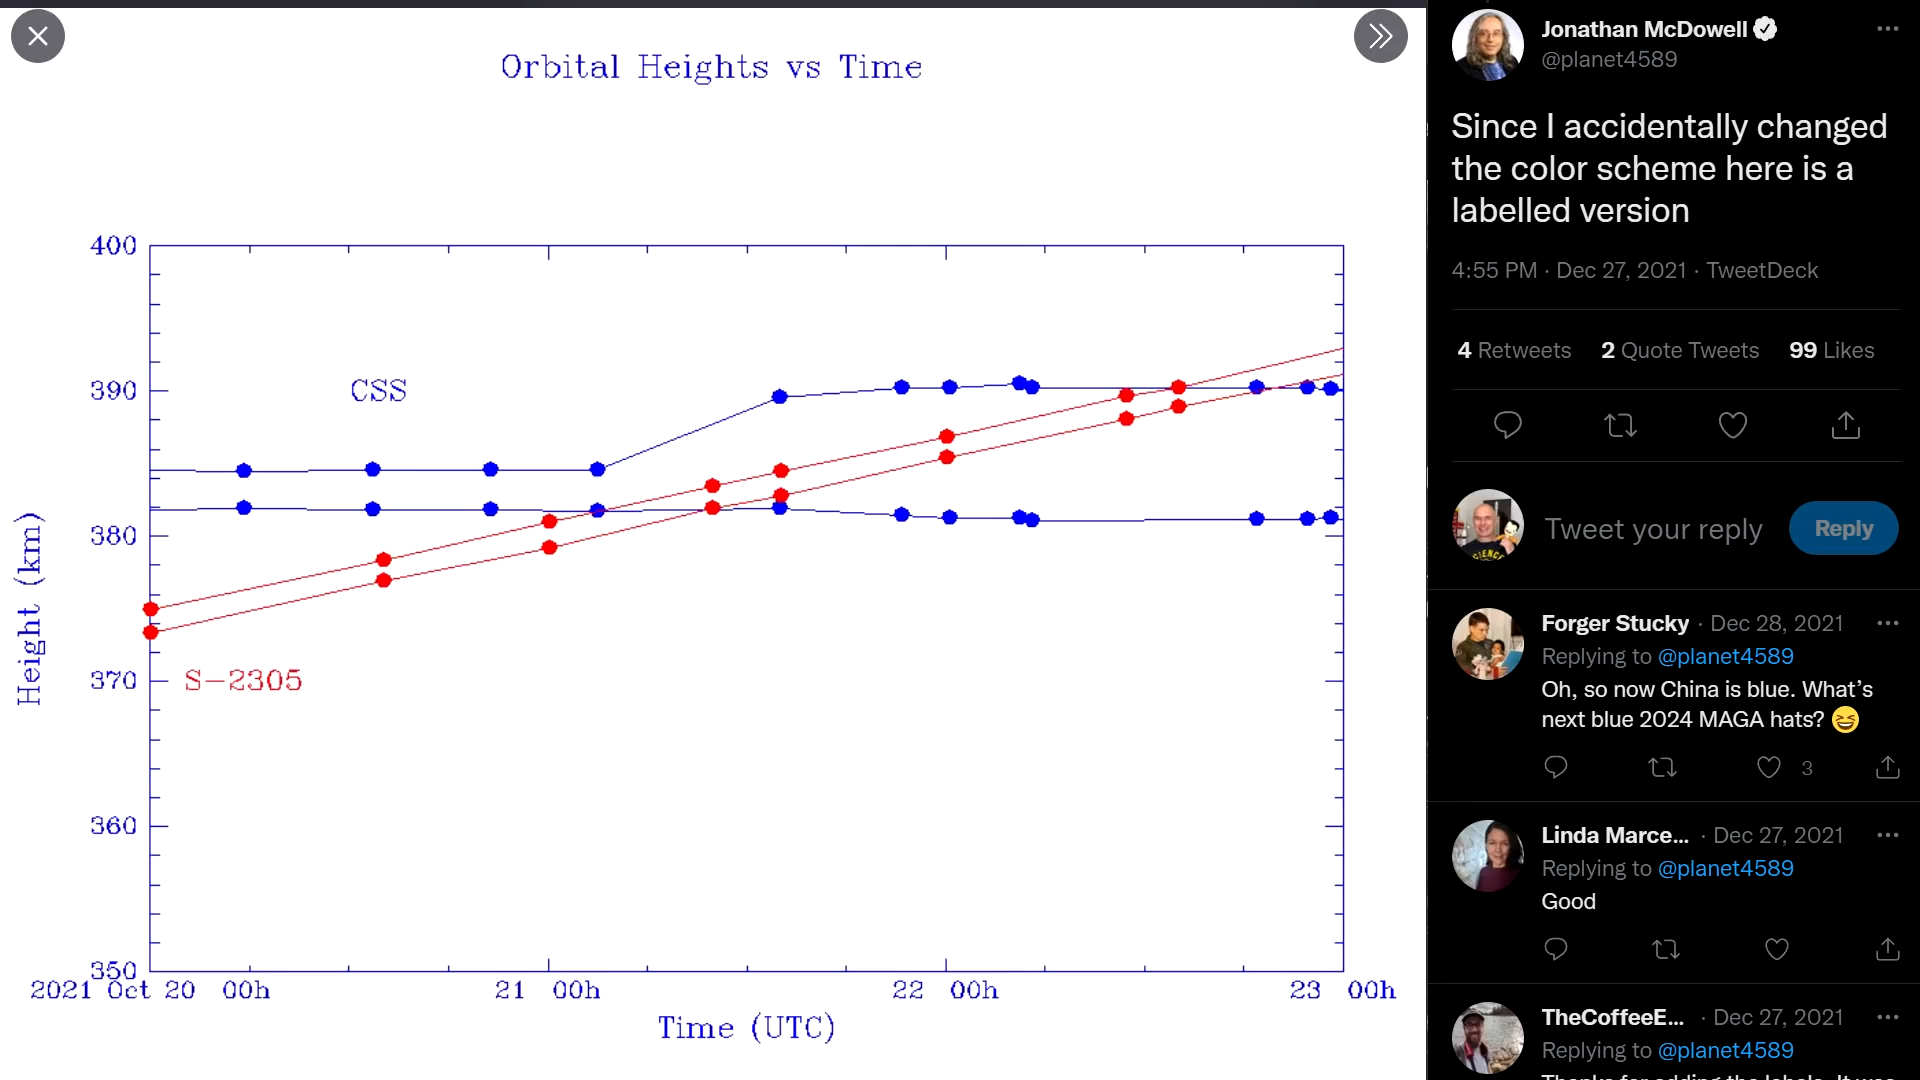 Orbital Heights vs Time
400
390
380
370
360
350
CSS
S-2305
Height (km)
2021 Oct 20 00h
21 00h
22 00h
23 00h
Time (UTC)
Jonathan McDowell
@planet4589
Since I accidentally changed
the color scheme here is a
labelled version
4:55 PM · Dec 27, 2021 · TweetDeck
4 Retweets 2 Quote Tweets 99 Likes
Tweet your reply
Reply
Forger Stucky · Dec 28, 2021
Replying to @planet4589
Oh, so now China is blue. What's
next blue 2024 MAGA hats? 😆
3
Linda Marce... · Dec 27, 2021
Replying to @planet4589
Good
TheCoffeeE... · Dec 27, 2021
Replying to @planet4589